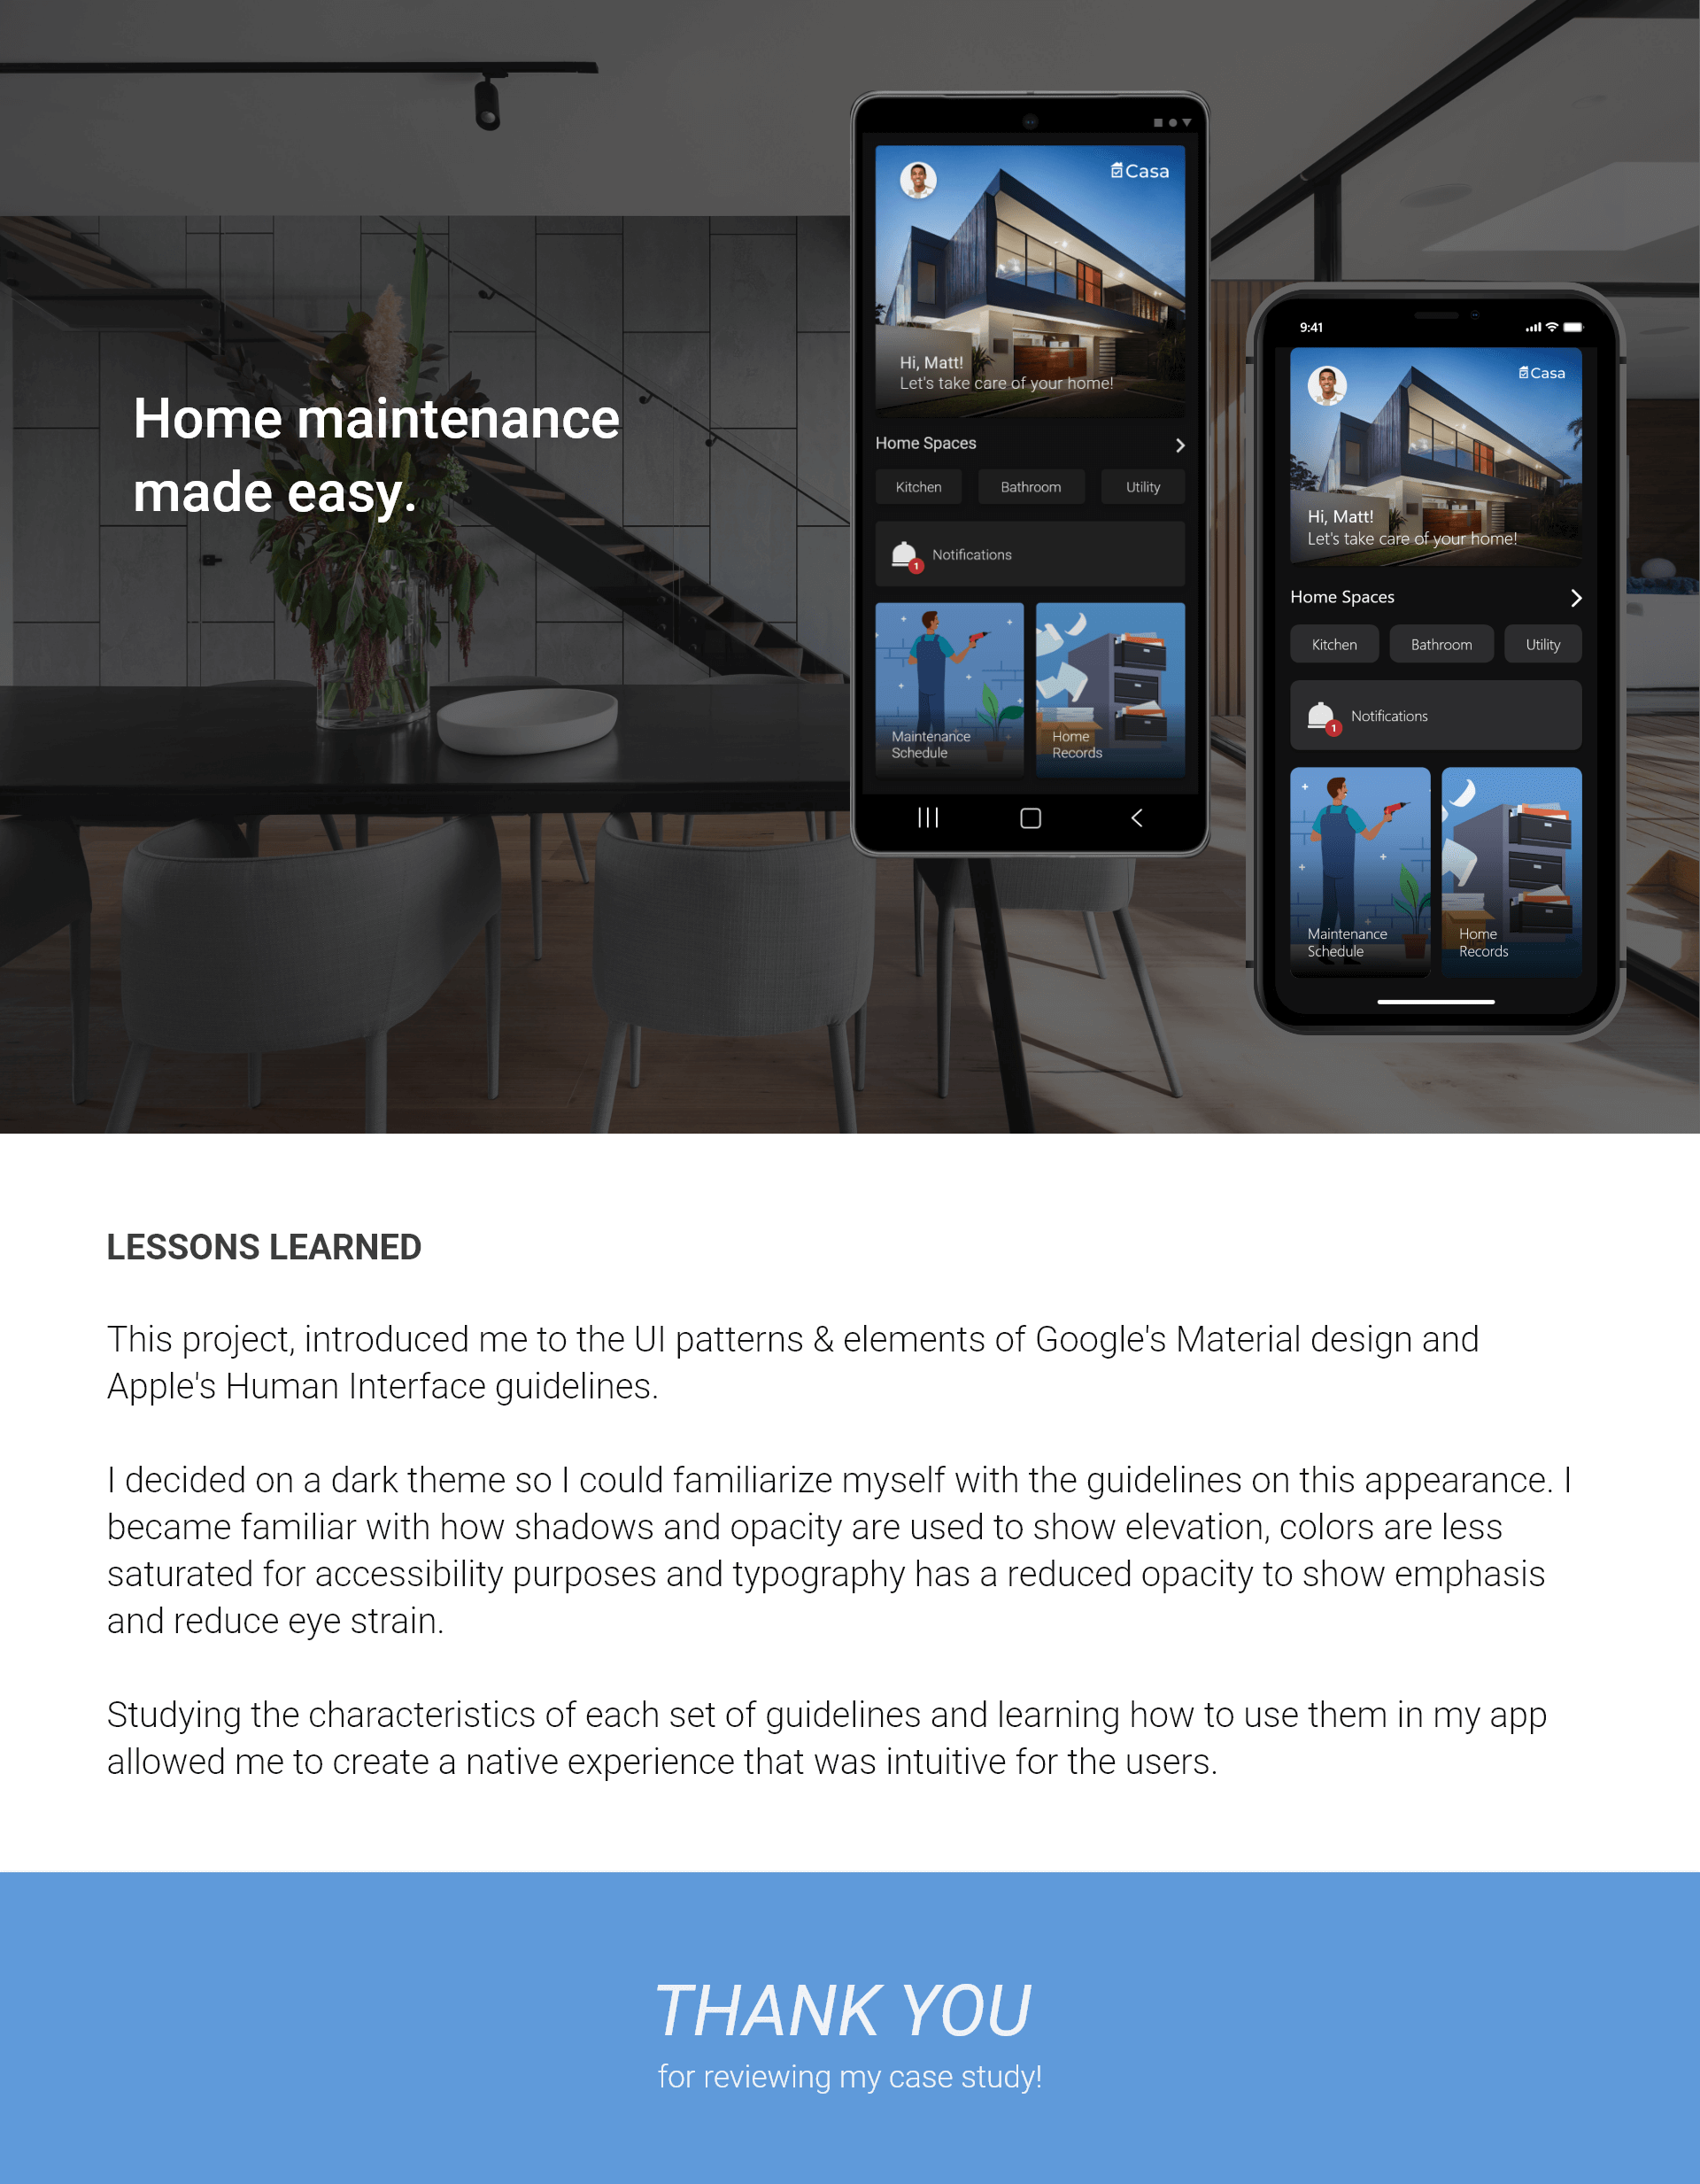 Home maintenance
made easy.
Casa
Hi, Matt!
Let's take care of your home!
Home Spaces
Kitchen Bathroom Utility
1
Notifications
Maintenance
Schedule
Home
Records
9:41
Casa
Hi, Matt!
Let's take care of your home!
Home Spaces
Kitchen Bathroom Utility
1
Notifications
Maintenance
Schedule
Home
Records
LESSONS LEARNED
This project, introduced me to the UI patterns & elements of Google's Material design and
Apple's Human Interface guidelines.
I decided on a dark theme so I could familiarize myself with the guidelines on this appearance. I
became familiar with how shadows and opacity are used to show elevation, colors are less
saturated for accessibility purposes and typography has a reduced opacity to show emphasis
and reduce eye strain.
Studying the characteristics of each set of guidelines and learning how to use them in my app
allowed me to create a native experience that was intuitive for the users.
THANK YOU
for reviewing my case study!